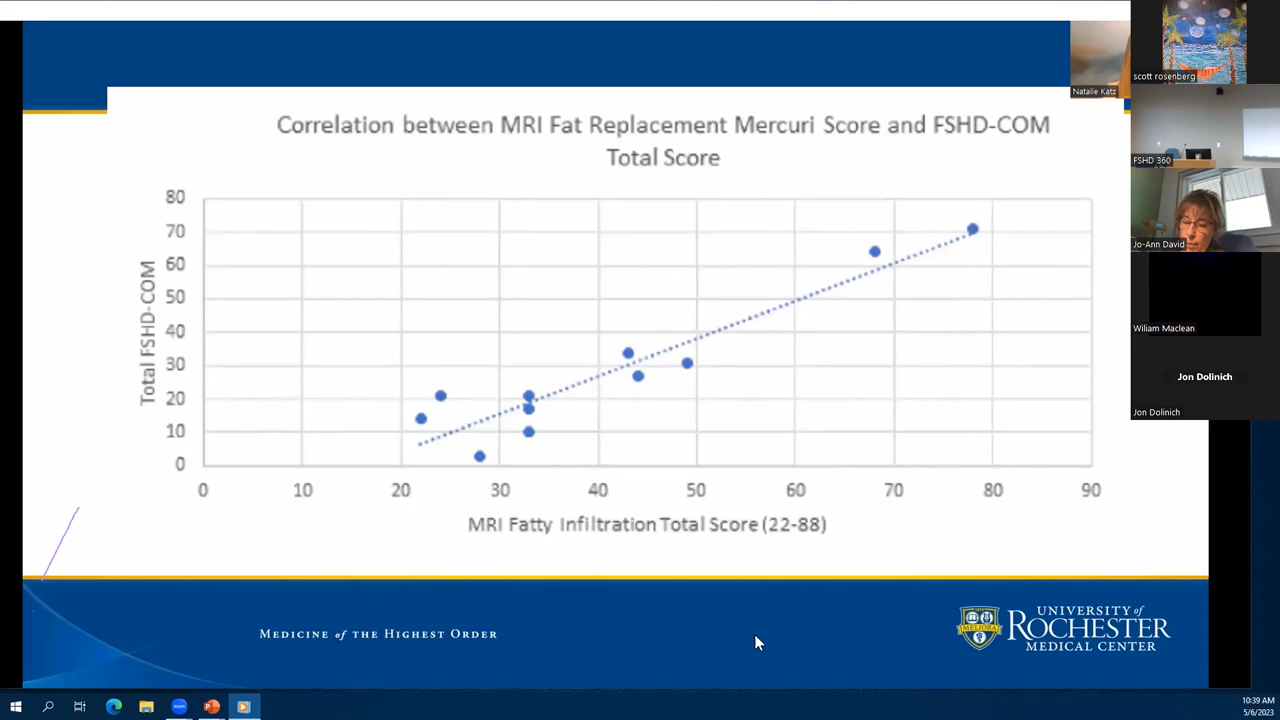 Correlation between MRI Fat Replacement Mercuri Score and FSHD-COM
Total Score
80
70
60
50
40
30
20
10
0
Total FSHD-COM
0 10 20 30 40 50 60 70 80 90
MRI Fatty Infiltration Total Score (22-88)
MEDICINE of THE HIGHEST ORDER
UNIVERSITY of
ROCHESTER
MEDICAL CENTER
MELIORA
Natalie Katz
scott rosenberg
FSHD 360
Jo-Ann David
Wiliam Maclean
Jon Dolinich
Jon Dolinich
10:39 AM
5/6/2023